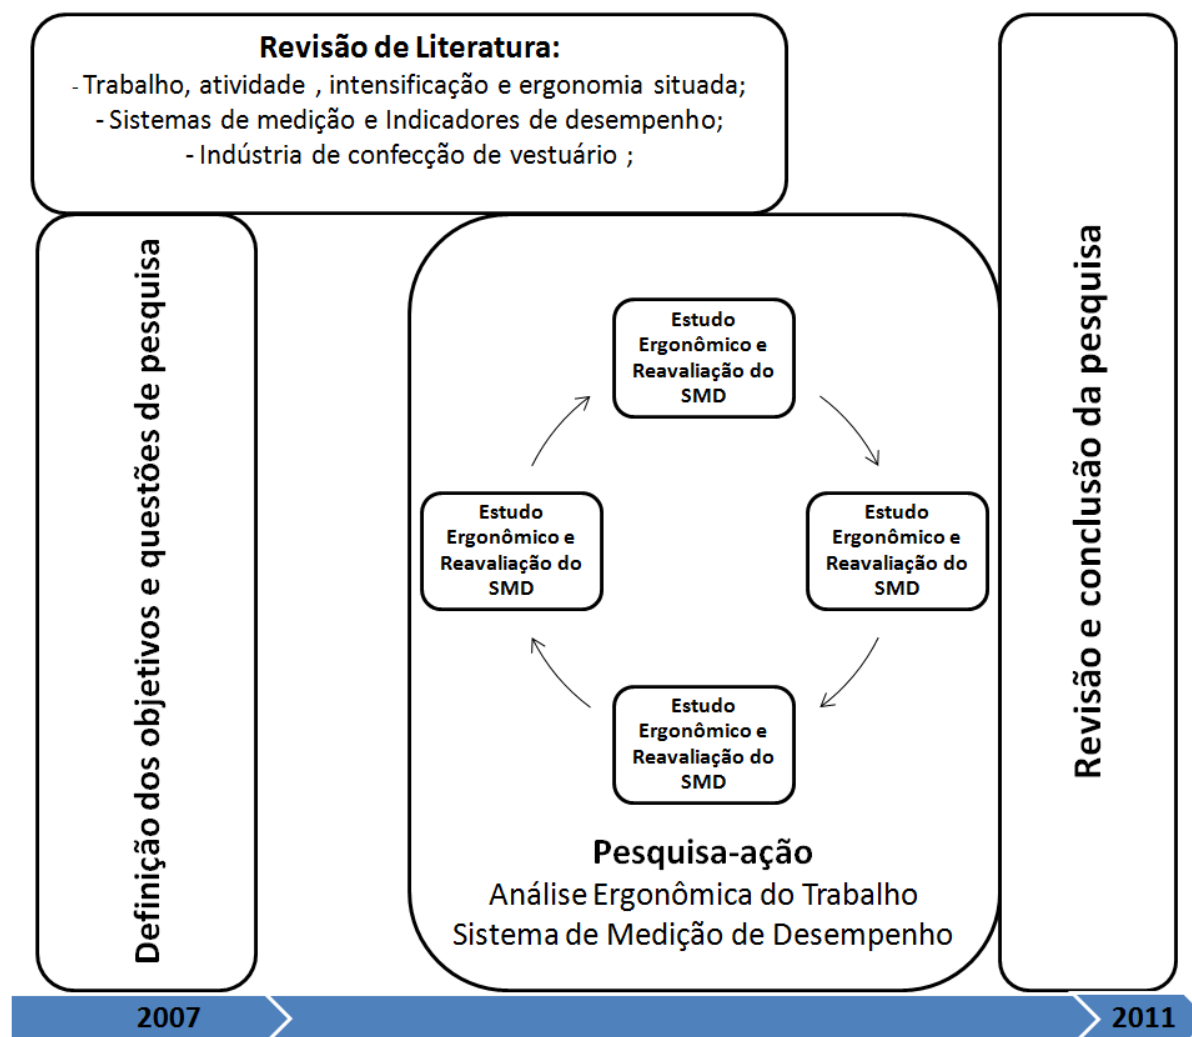 Revisão de Literatura:
- Trabalho, atividade , intensificação e ergonomia situada;
- Sistemas de medição e Indicadores de desempenho;
- Indústria de confecção de vestuário ;
Definição dos objetivos e questões de pesquisa
Estudo
Ergonômico e
Reavaliação do
SMD
Estudo
Ergonômico e
Reavaliação do
SMD
Estudo
Ergonômico e
Reavaliação do
SMD
Estudo
Ergonômico e
Reavaliação do
SMD
Pesquisa-ação
Análise Ergonômica do Trabalho
Sistema de Medição de Desempenho
Revisão e conclusão da pesquisa
2007
2011